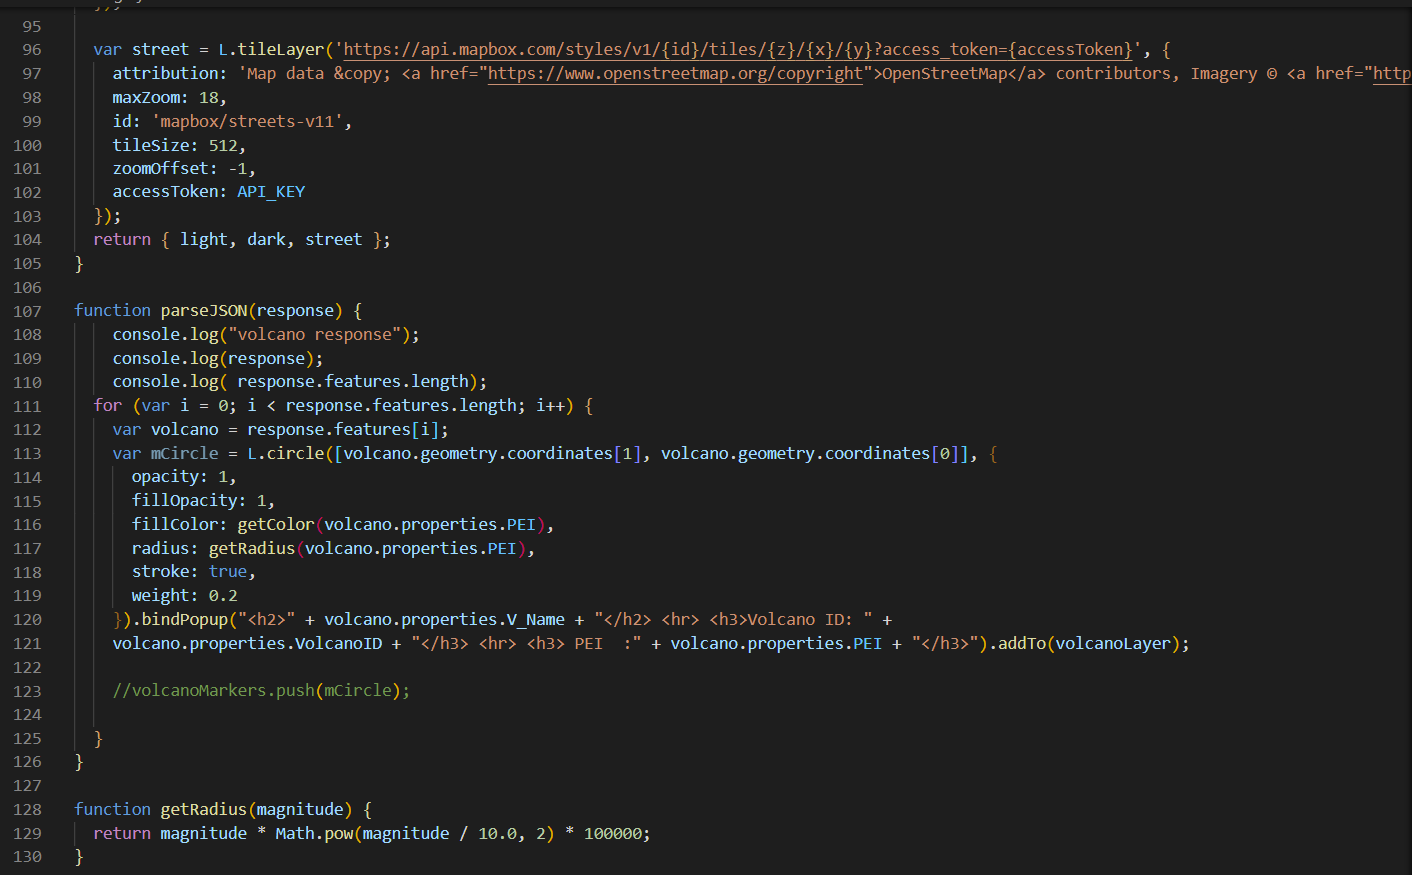 95
96 var street = L.tileLayer('https://api.mapbox.com/styles/v1/{id}/tiles/{z}/{x}/{y}?access_token={accessToken}', {
97 attribution: 'Map data &copy; <a href="https://www.openstreetmap.org/copyright">OpenStreetMap</a> contributors, Imagery © <a href="http
98 maxZoom: 18,
99 id: 'mapbox/streets-v11',
100 tileSize: 512,
101 zoomOffset: -1,
102 accessToken: API_KEY
103 });
104 return { light, dark, street };
105 }
106
107 function parseJSON(response) {
108 console.log("volcano response");
109 console.log(response);
110 console.log( response.features.length);
111 for (var i = 0; i < response.features.length; i++) {
112 var volcano = response.features[i];
113 var mCircle = L.circle([volcano.geometry.coordinates[1], volcano.geometry.coordinates[0]], {
114 opacity: 1,
115 fillOpacity: 1,
116 fillColor: getColor(volcano.properties.PEI),
117 radius: getRadius(volcano.properties.PEI),
118 stroke: true,
119 weight: 0.2
120 }).bindPopup("<h2>" + volcano.properties.V_Name + "</h2> <hr> <h3>Volcano ID: " +
121 volcano.properties.VolcanoID + "</h3> <hr> <h3> PEI  :" + volcano.properties.PEI + "</h3>").addTo(volcanoLayer);
122
123 //volcanoMarkers.push(mCircle);
124
125 }
126 }
127
128 function getRadius(magnitude) {
129 return magnitude * Math.pow(magnitude / 10.0, 2) * 100000;
130 }